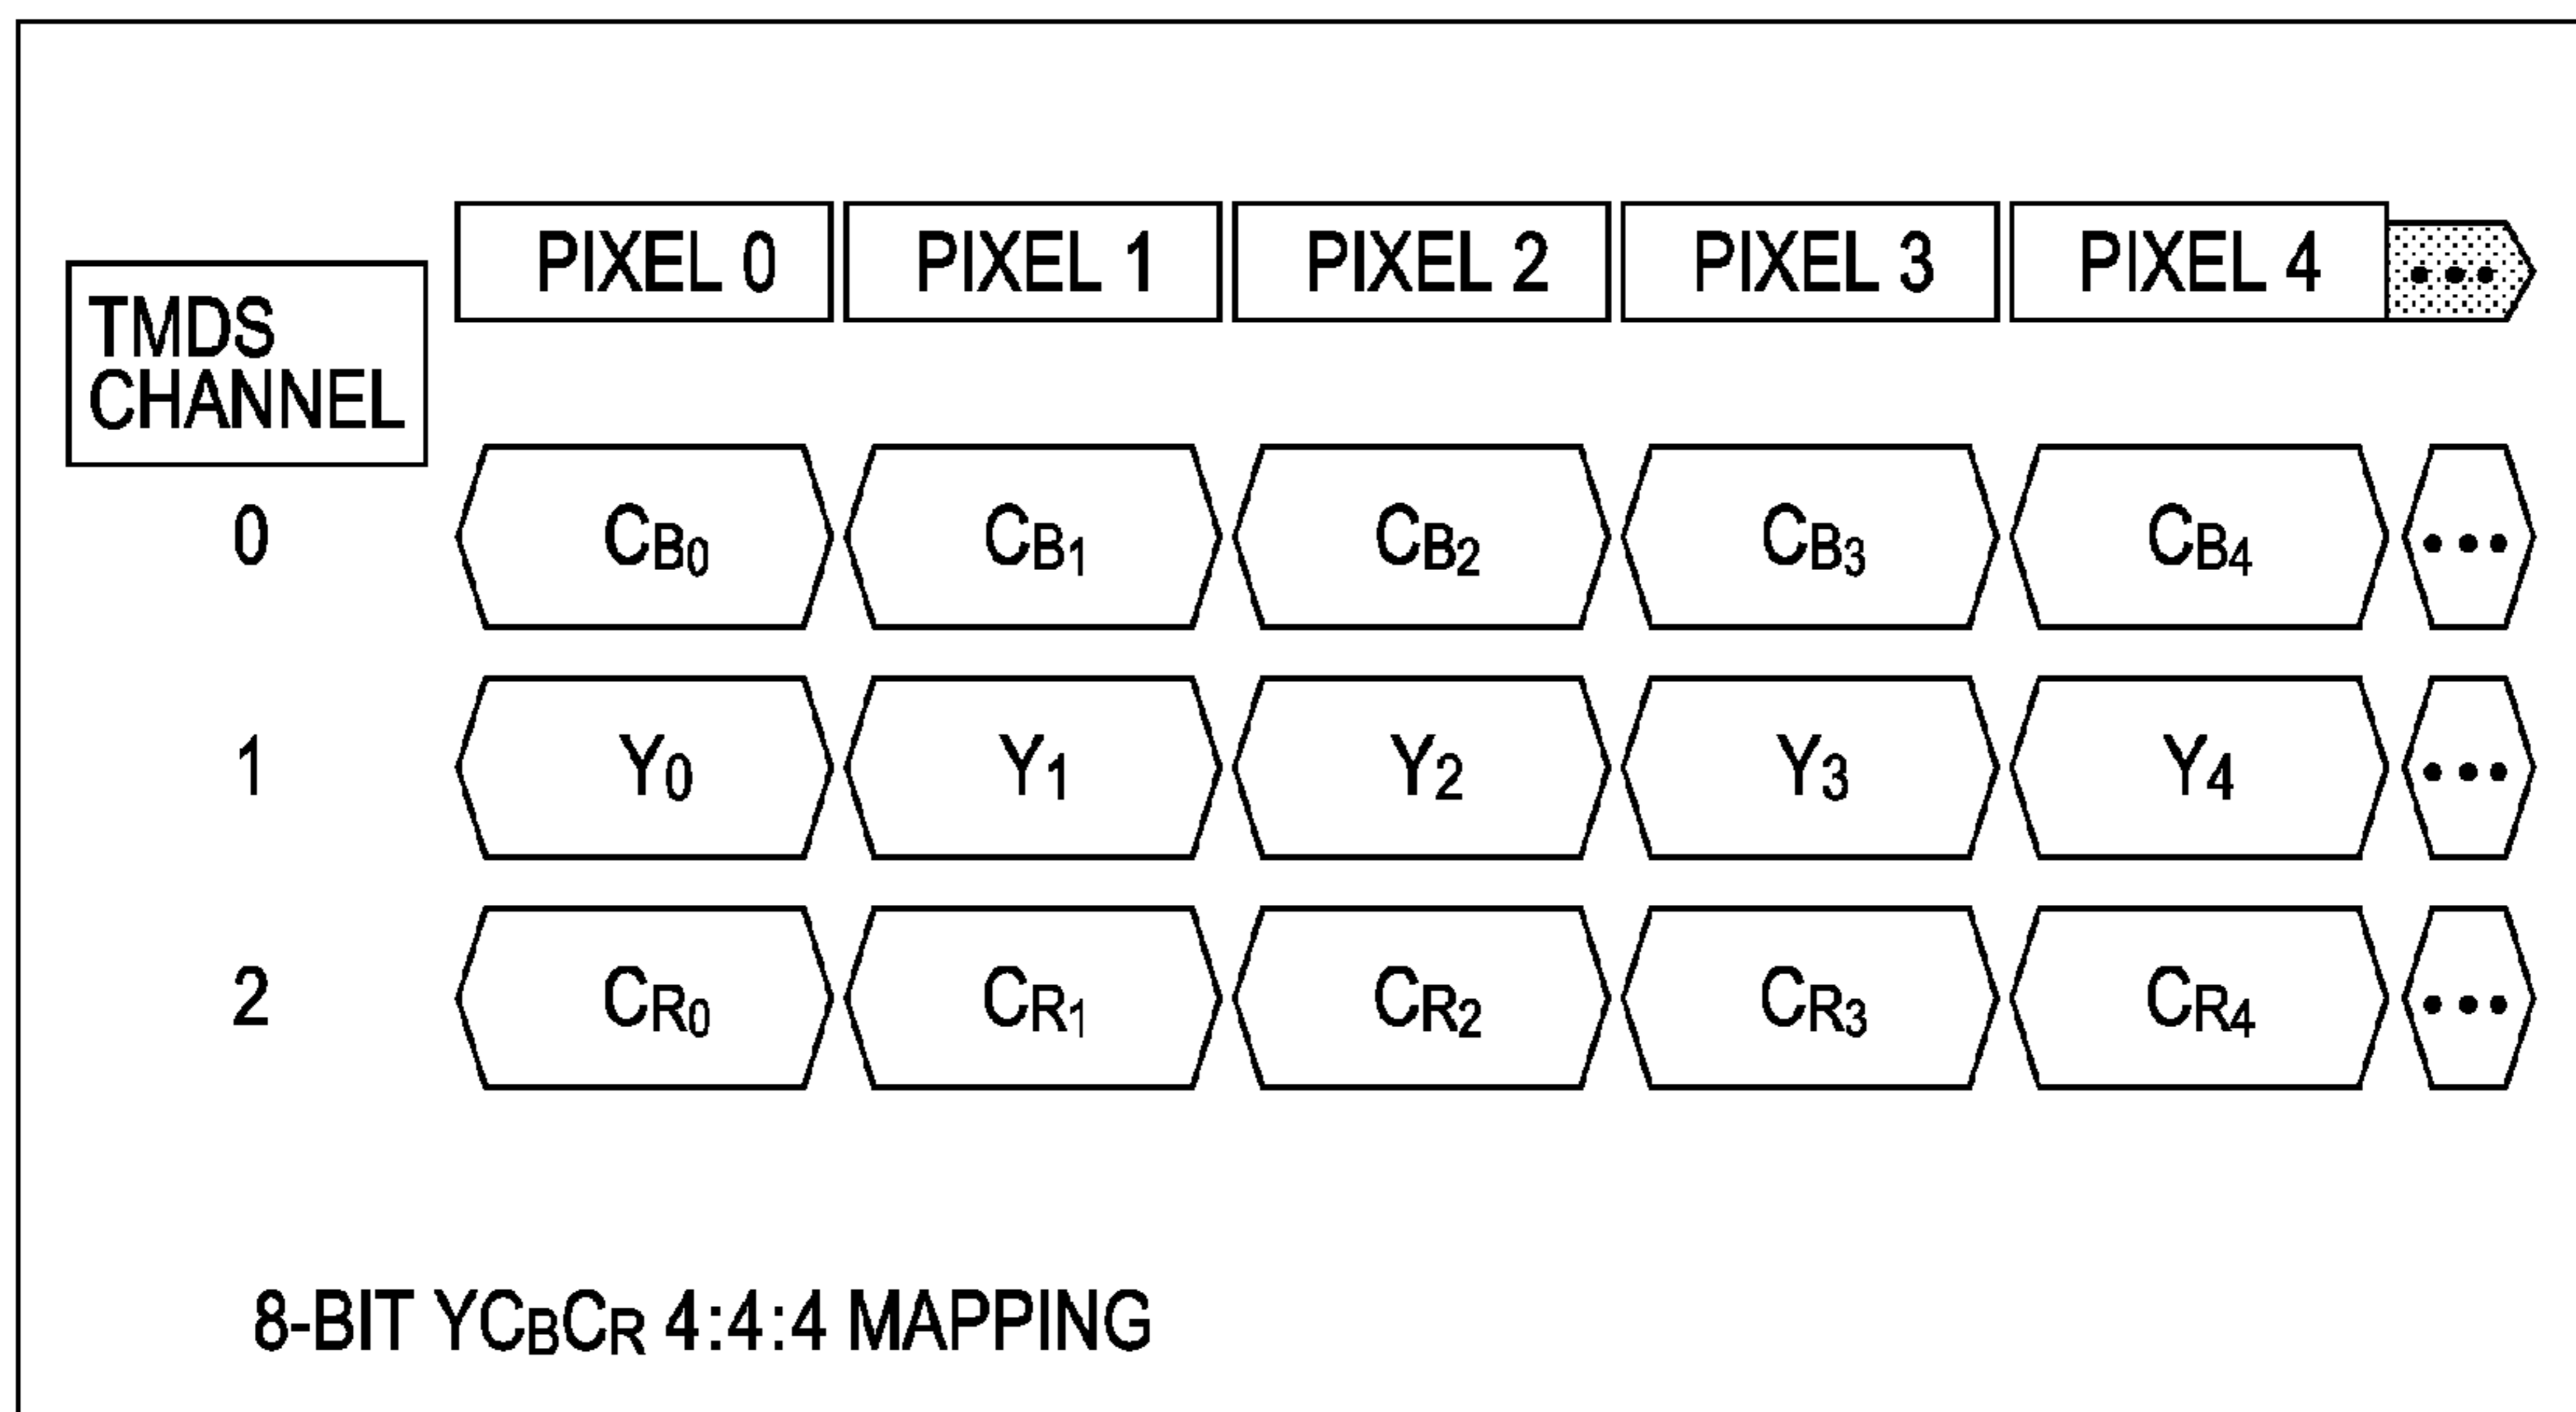 PIXEL 0 PIXEL 1 PIXEL 2 PIXEL 3 PIXEL 4 •••
TMDS
CHANNEL
0 CB0 CB1 CB2 CB3 CB4 •••
1 Y0 Y1 Y2 Y3 Y4 •••
2 CR0 CR1 CR2 CR3 CR4 •••
8-BIT YCBCR 4:4:4 MAPPING